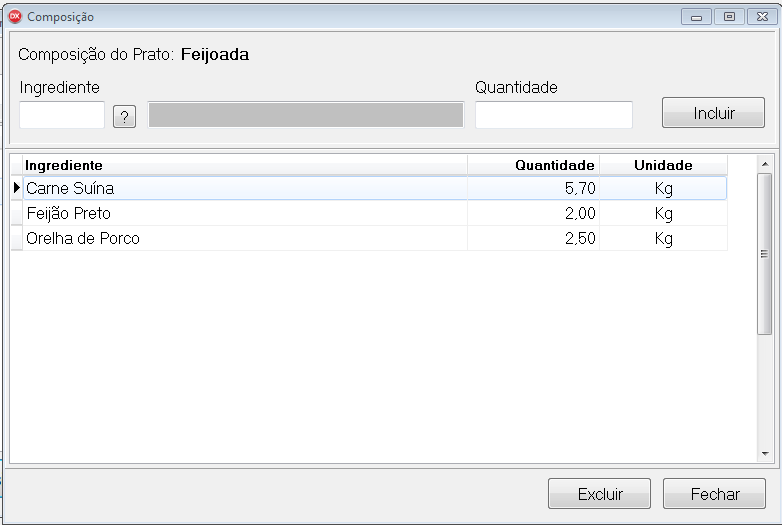 DX Composição
Composição do Prato: Feijoada
Ingrediente Quantidade
? Incluir
Ingrediente Quantidade Unidade
Carne Suína 5,70 Kg
Feijão Preto 2,00 Kg
Orelha de Porco 2,50 Kg
Excluir Fechar